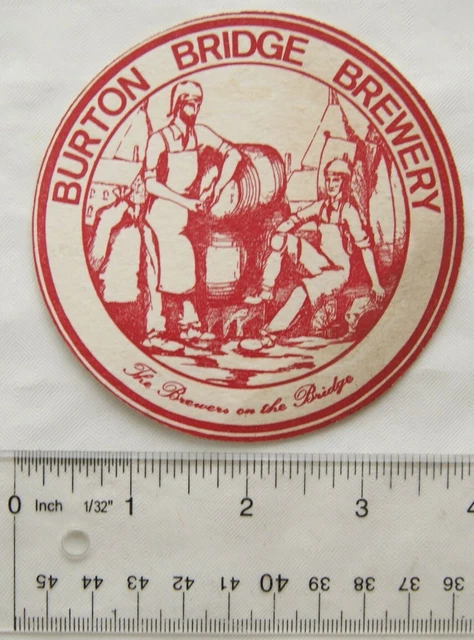 BURTON BRIDGE BREWERY
The Brewers on the Bridge
0 Inch 1/32" 1 2 3 4
45 44 43 42 41 40 39 38 37 36